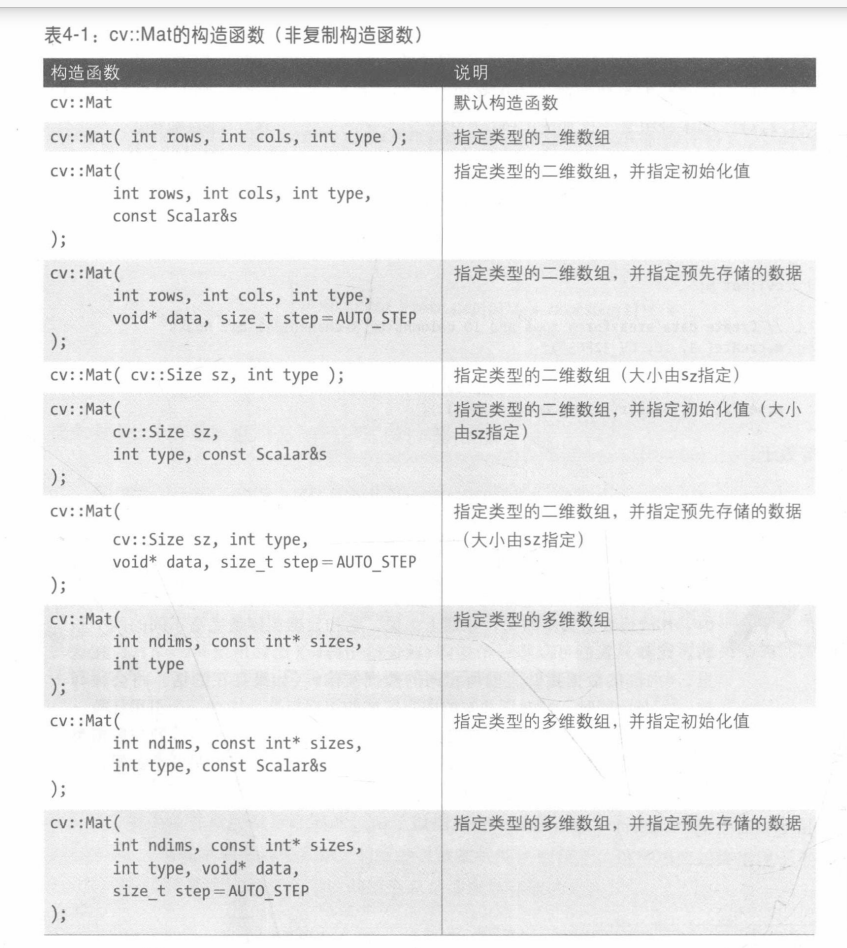 表4-1：cv::Mat的构造函数（非复制构造函数）
构造函数 说明
cv::Mat 默认构造函数
cv::Mat( int rows, int cols, int type ); 指定类型的二维数组
cv::Mat( 指定类型的二维数组，并指定初始化值
int rows, int cols, int type,
const Scalar&s
);
cv::Mat( 指定类型的二维数组，并指定预先存储的数据
int rows, int cols, int type,
void* data, size_t step=AUTO_STEP
);
cv::Mat( cv::Size sz, int type ); 指定类型的二维数组（大小由sz指定）
cv::Mat( 指定类型的二维数组，并指定初始化值（大小
cv::Size sz, 由sz指定）
int type, const Scalar&s
);
cv::Mat( 指定类型的二维数组，并指定预先存储的数据
cv::Size sz, int type, （大小由sz指定）
void* data, size_t step=AUTO_STEP
);
cv::Mat( 指定类型的多维数组
int ndims, const int* sizes,
int type
);
cv::Mat( 指定类型的多维数组，并指定初始化值
int ndims, const int* sizes,
int type, const Scalar&s
);
cv::Mat( 指定类型的多维数组，并指定预先存储的数据
int ndims, const int* sizes,
int type, void* data,
size_t step=AUTO_STEP
);